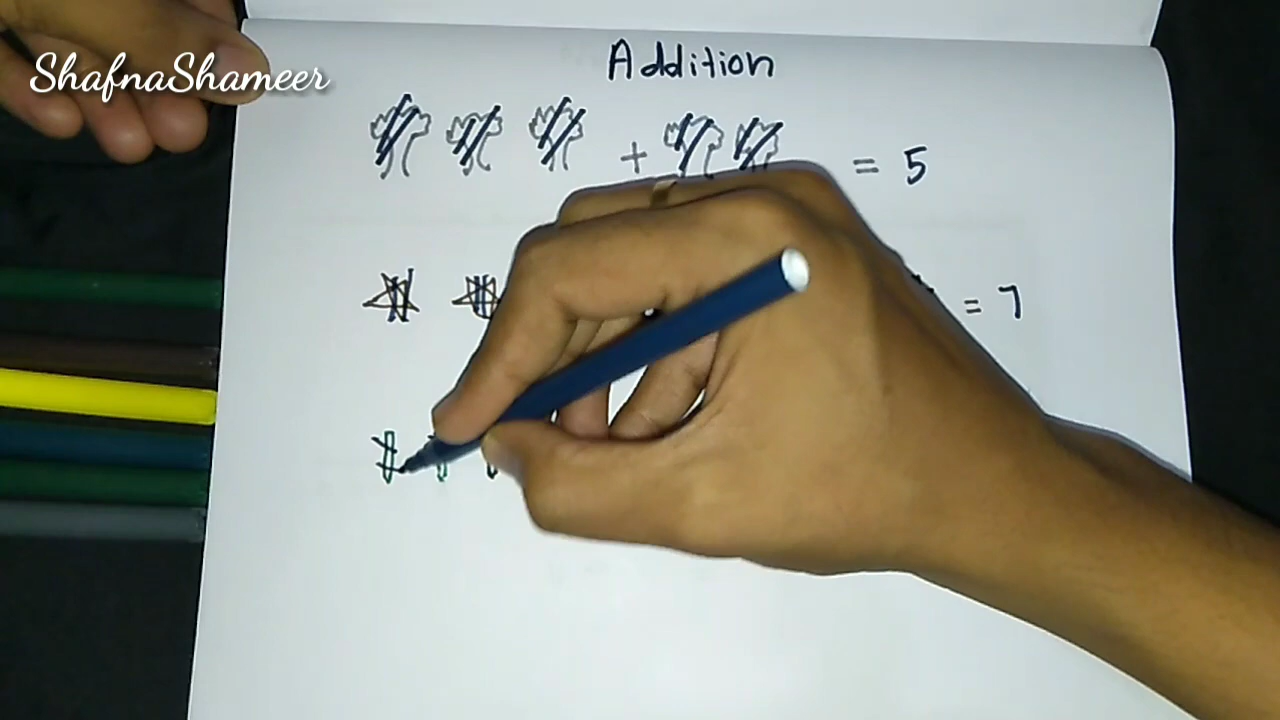 ShafnaShameer
Addition
+ = 5
= 7